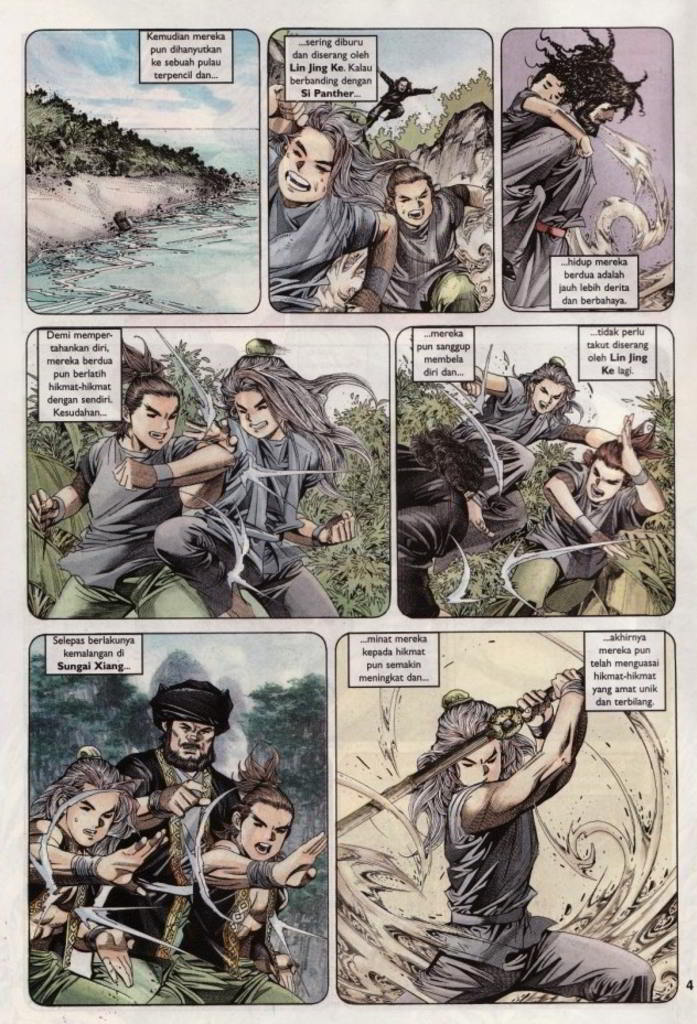 Kemudian mereka
pun dihanyutkan
ke sebuah pulau
terpencil dan...
...sering diburu
dan diserang oleh
Lin Jing Ke. Kalau
berbanding dengan
Si Panther...
...hidup mereka
berdua adalah
jauh lebih derita
dan berbahaya.
Demi memper-
tahankan diri,
mereka berdua
pun berlatih
hikmat-hikmat
dengan sendiri.
Kesudahan...
...mereka
pun sanggup
membela
diri dan...
...tidak perlu
takut diserang
oleh Lin Jing
Ke lagi.
Selepas berlakunya
kemalangan di
Sungai Xiang...
...minat mereka
kepada hikmat
pun semakin
meningkat dan...
...akhirnya
mereka pun
telah menguasai
hikmat-hikmat
yang amat unik
dan terbilang.
4